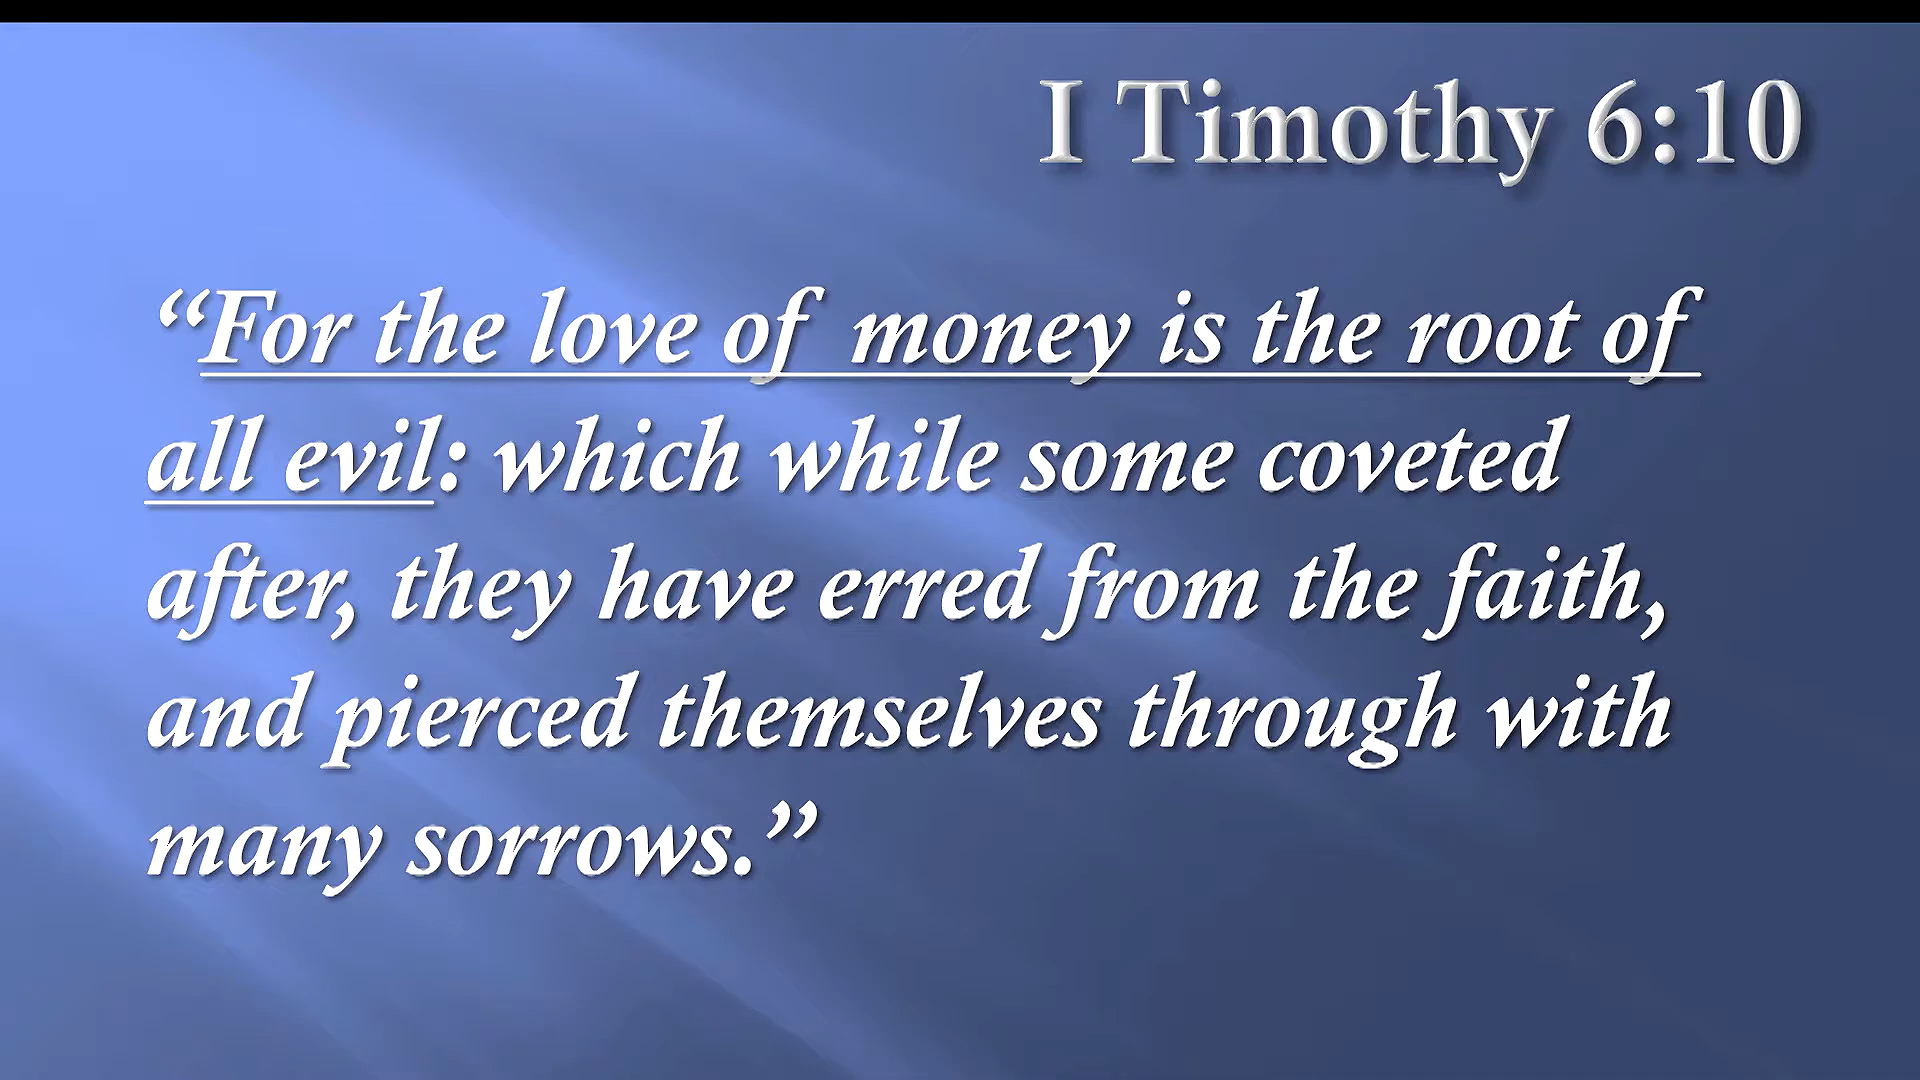 I Timothy 6:10
“For the love of money is the root of
all evil: which while some coveted
after, they have erred from the faith,
and pierced themselves through with
many sorrows.”